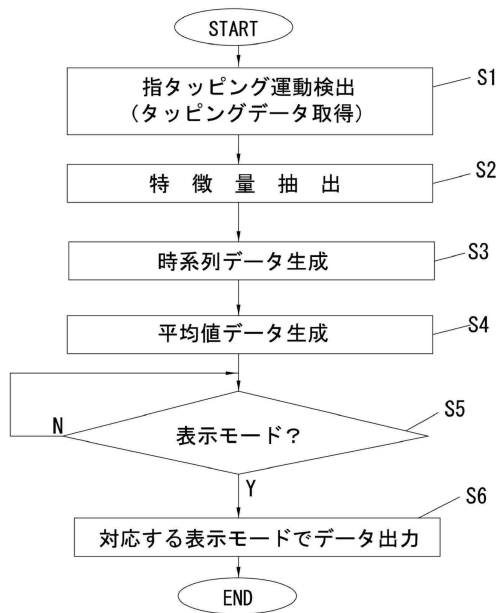 START
指タッピング運動検出
(タッピングデータ取得)
S1
特 徴 量 抽 出
S2
時系列データ生成
S3
平均値データ生成
S4
表示モード？
S5
N
Y
対応する表示モードでデータ出力
S6
END